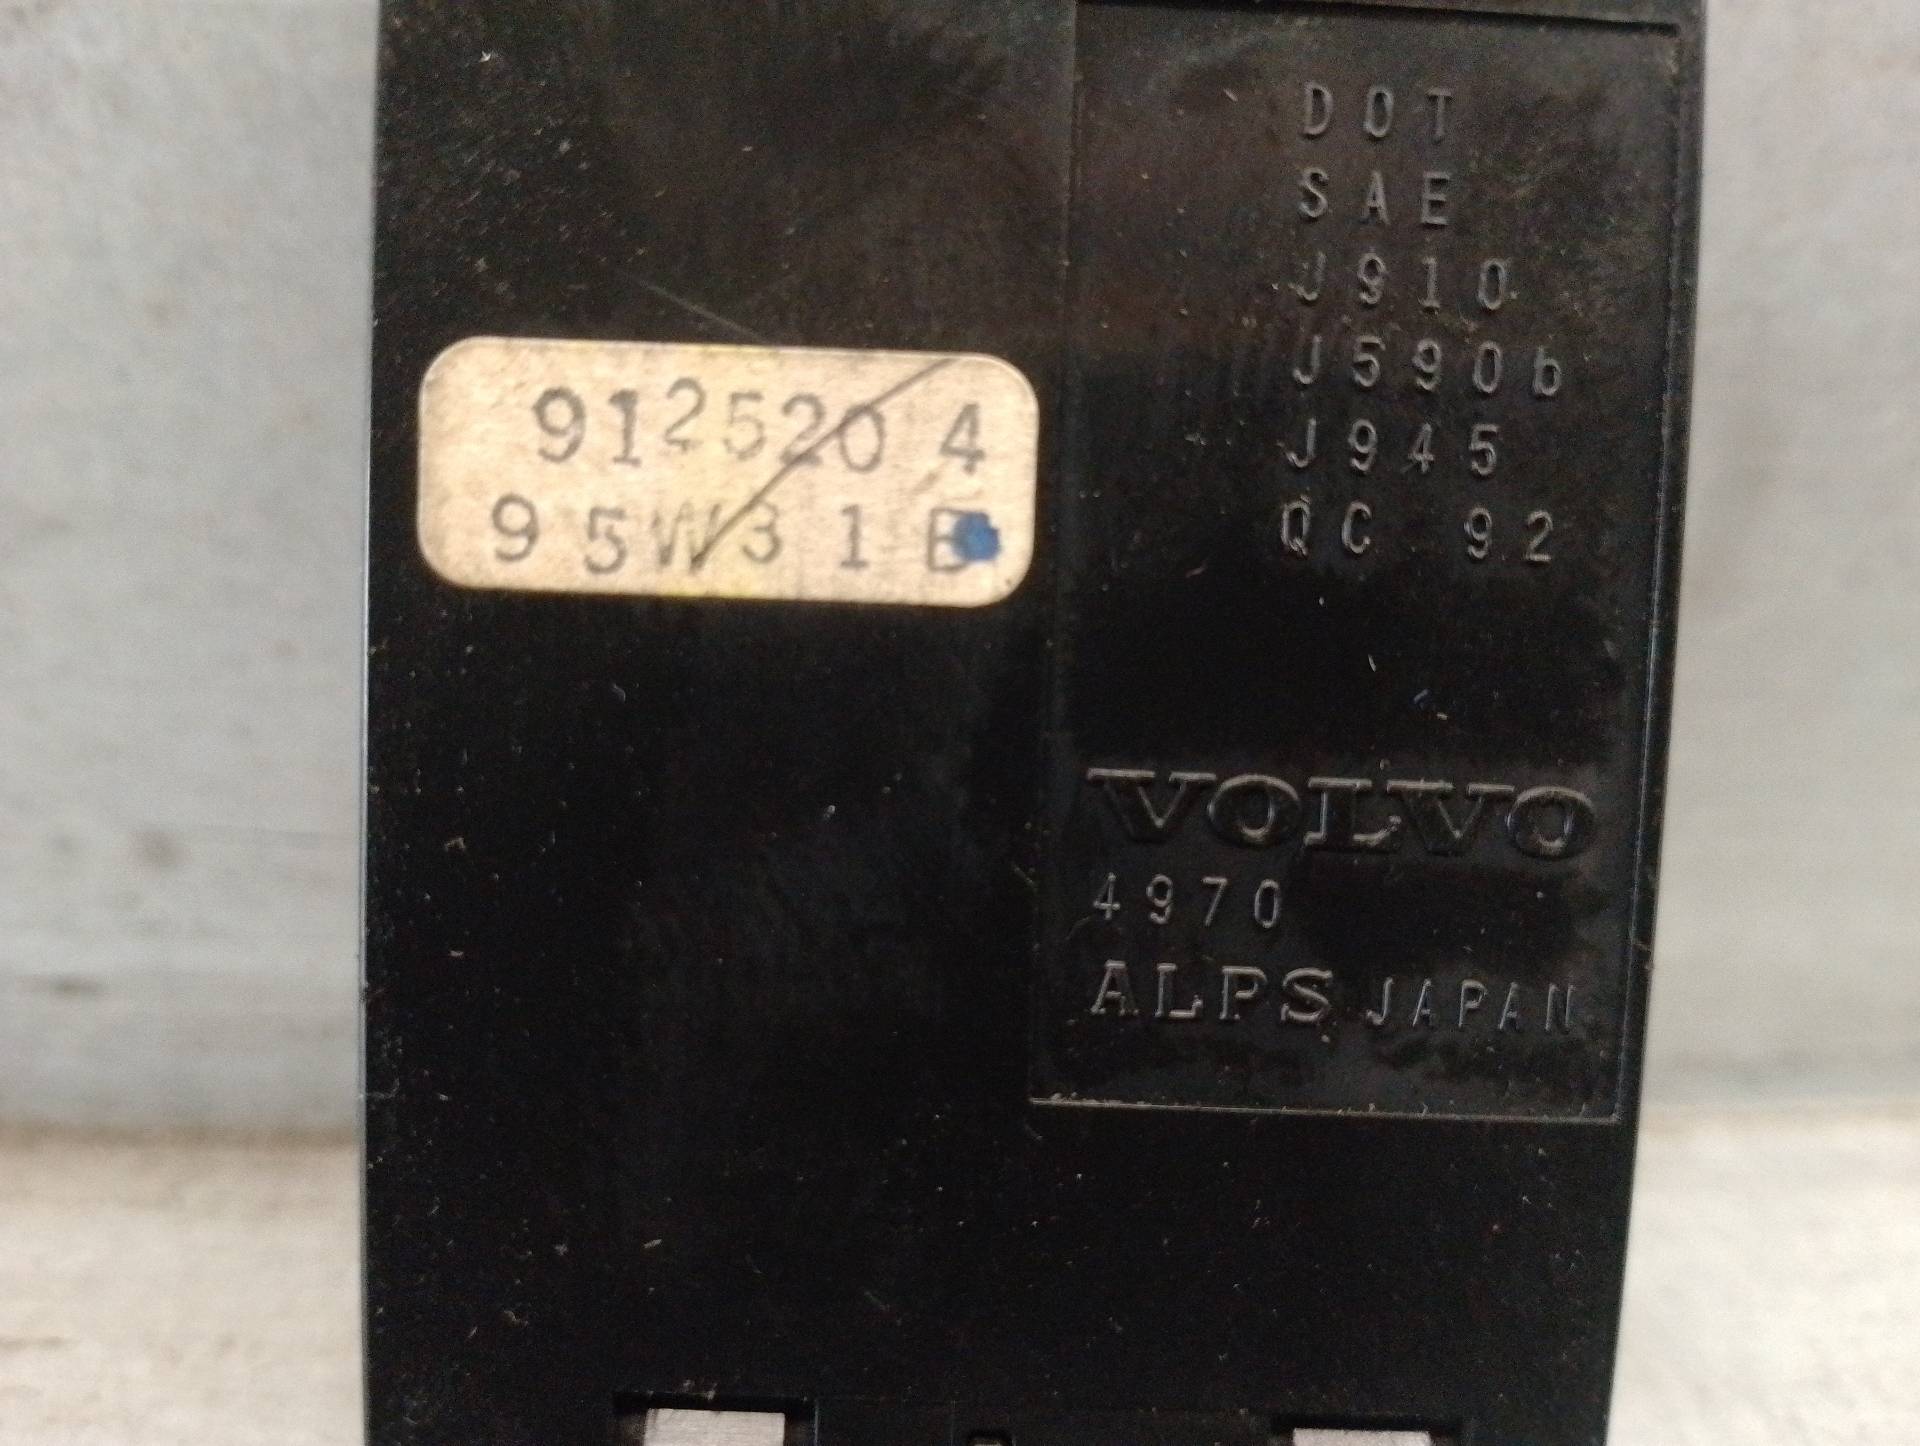 9125204
95W31B
DOT
SAE
J910
J590b
J945
QC 92
VOLVO
4970
ALPS JAPAN